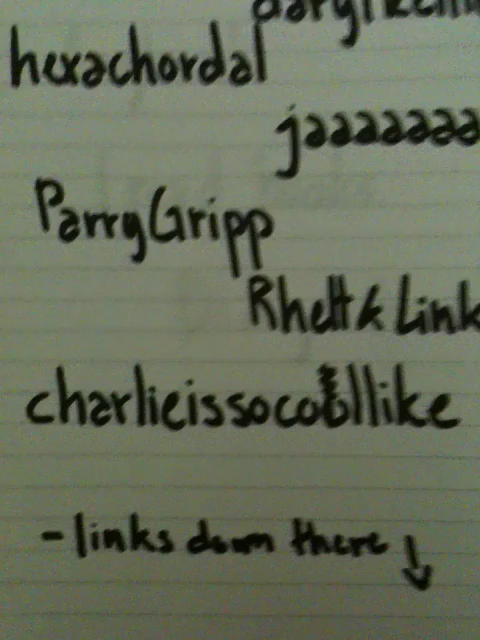 hexachordal
jaaaaaaa
ParryGripp
Rhett & Link
charlieissocoollike
- links down there ↓